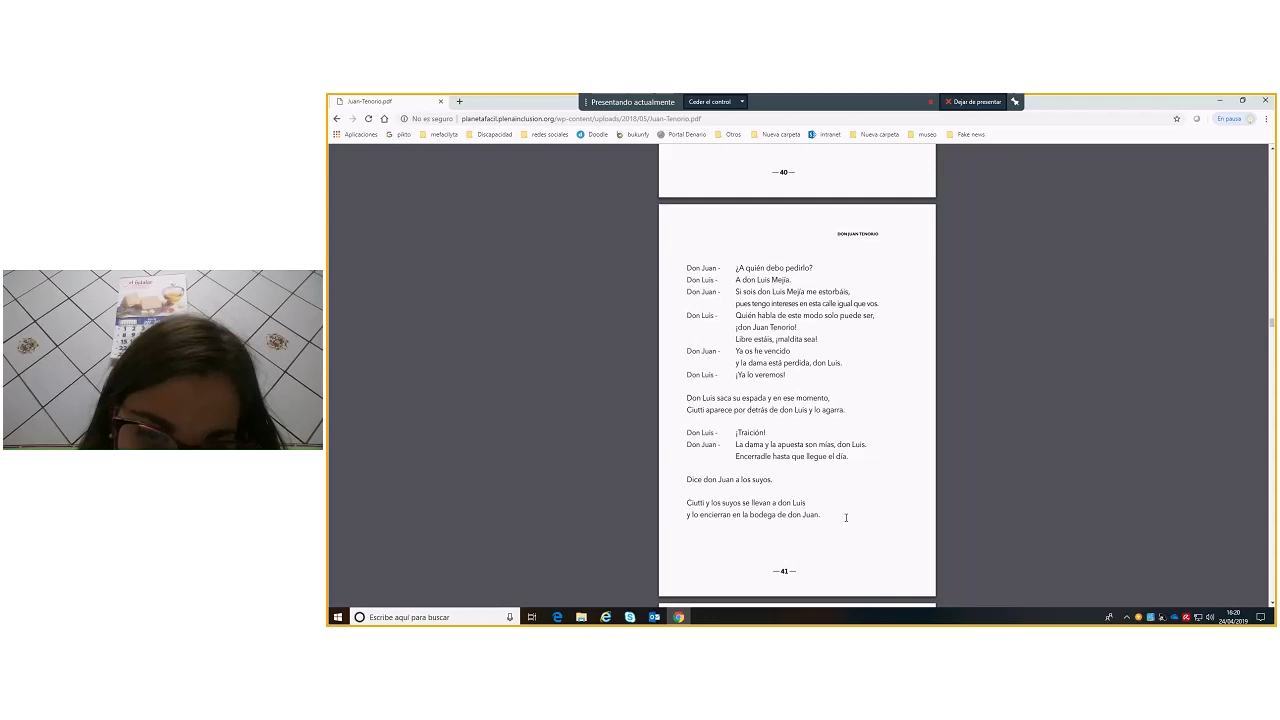 Juan-Tenorio.pdf
Presentando actualmente
Ceder el control
Dejar de presentar
No es seguro
planetafacil.plenainclusion.org/wp-content/uploads/2018/05/Juan-Tenorio.pdf
En pausa
Aplicaciones
pikto
mefacilyta
Discapacidad
redes sociales
Doodle
bukunfy
Portal Denario
Otros
Nueva carpeta
intranet
Nueva carpeta
museo
Fake news
—40—
DON JUAN TENORIO
Don Juan - ¿A quién debo pedirlo?
Don Luis - A don Luis Mejía.
Don Juan - Si sois don Luis Mejía me estorbáis,
pues tengo intereses en esta calle igual que vos.
Don Luis - Quién habla de este modo solo puede ser,
¡don Juan Tenorio!
Libre estáis, ¡maldita sea!
Don Juan - Ya os he vencido
y la dama está perdida, don Luis.
Don Luis - ¡Ya lo veremos!
Don Luis saca su espada y en ese momento,
Ciutti aparece por detrás de don Luis y lo agarra.
Don Luis - ¡Traición!
Don Juan - La dama y la apuesta son mías, don Luis.
Encerradle hasta que llegue el día.
Dice don Juan a los suyos.
Ciutti y los suyos se llevan a don Luis
y lo encierran en la bodega de don Juan.
—41—
Escribe aquí para buscar
16:20
24/04/2019